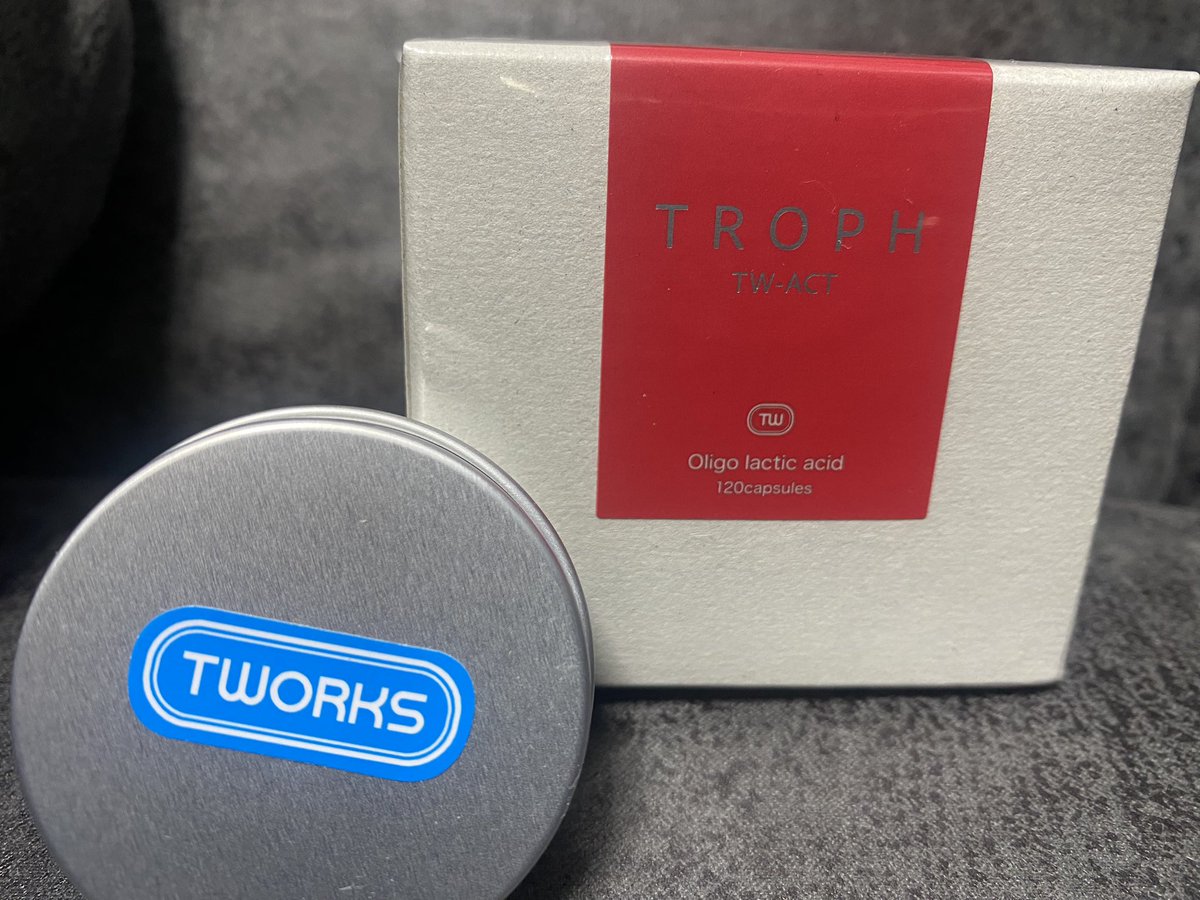 TROPH
TW-ACT
TW
Oligo lactic acid
120capsules
TWORKS